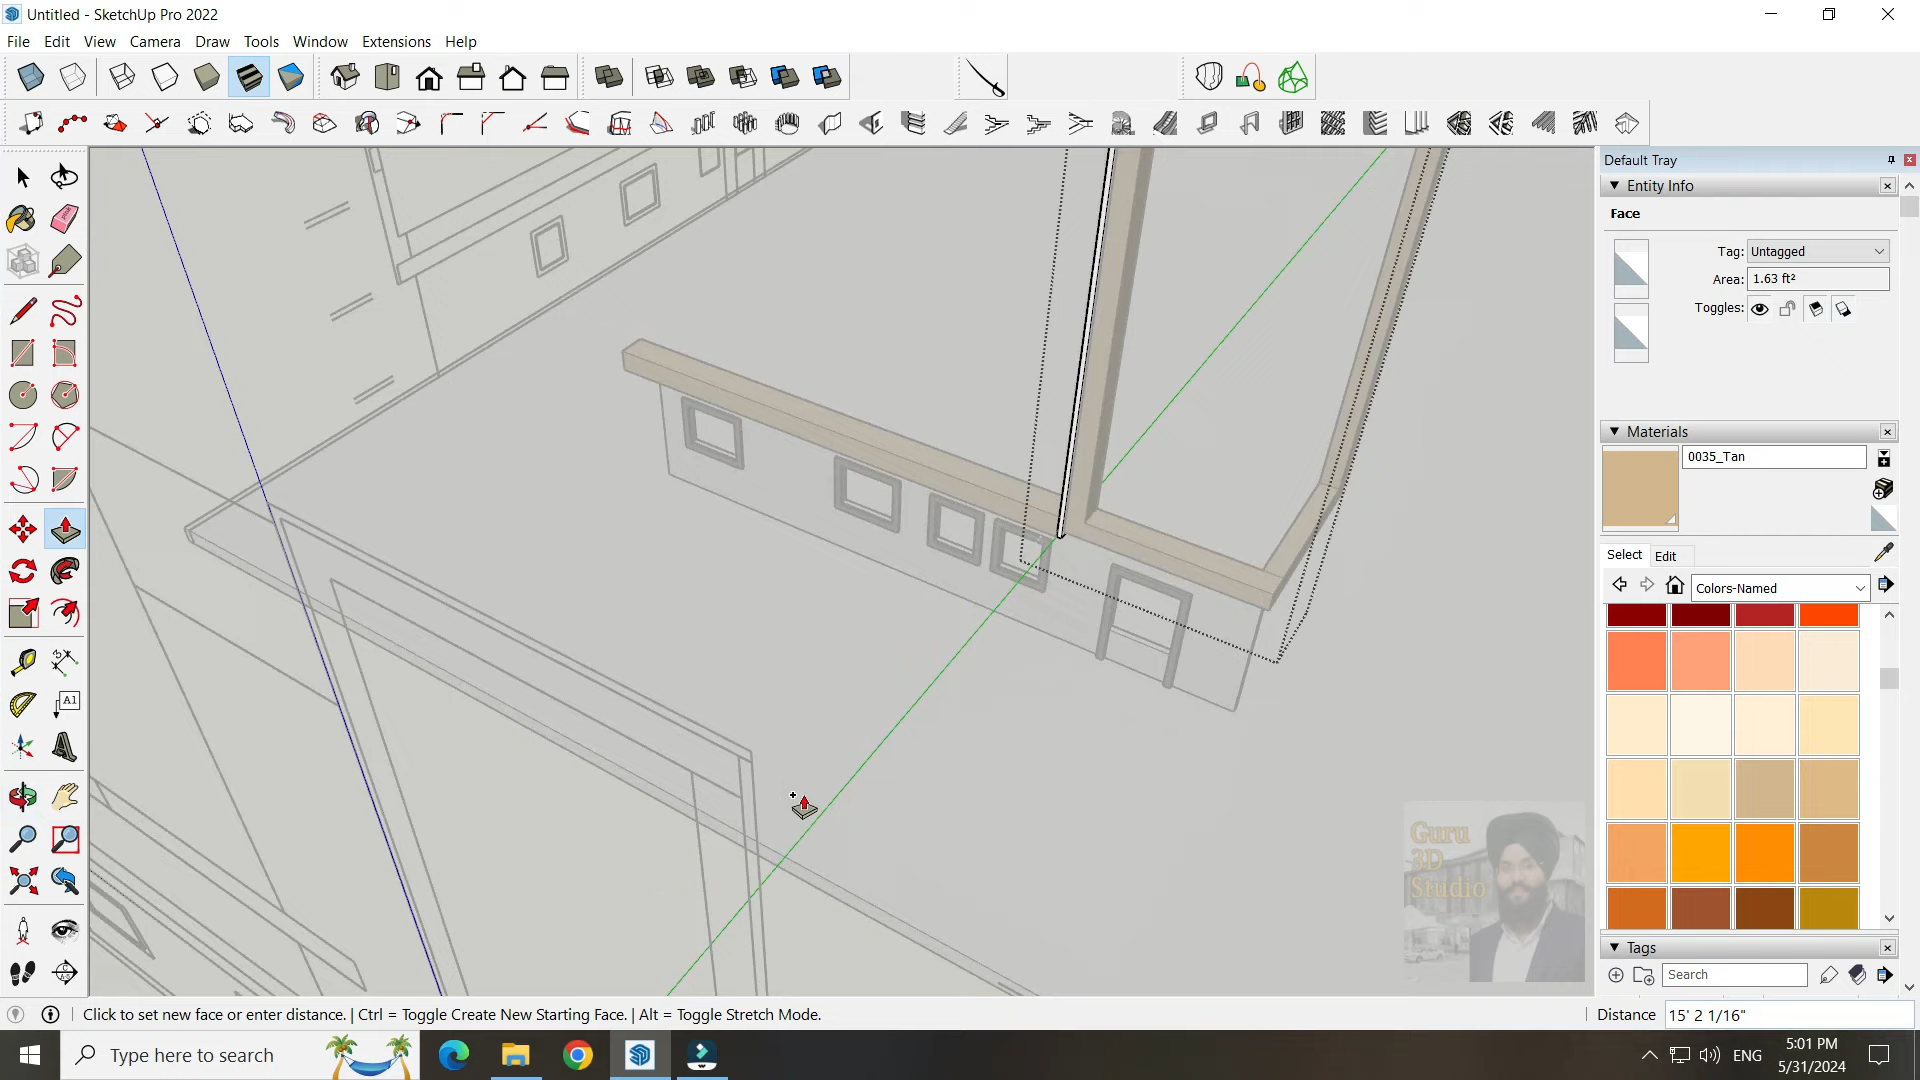 Untitled - SketchUp Pro 2022
File Edit View Camera Draw Tools Window Extensions Help
Default Tray
Entity Info
Face
Tag: Untagged
Area: 1.63 ft²
Toggles:
Materials
0035_Tan
Select Edit
Colors-Named
A1
Guru
3D
Studio
Tags
Search
Click to set new face or enter distance. | Ctrl = Toggle Create New Starting Face. | Alt = Toggle Stretch Mode.
Distance 15' 2 1/16"
Type here to search
ENG
5:01 PM
5/31/2024